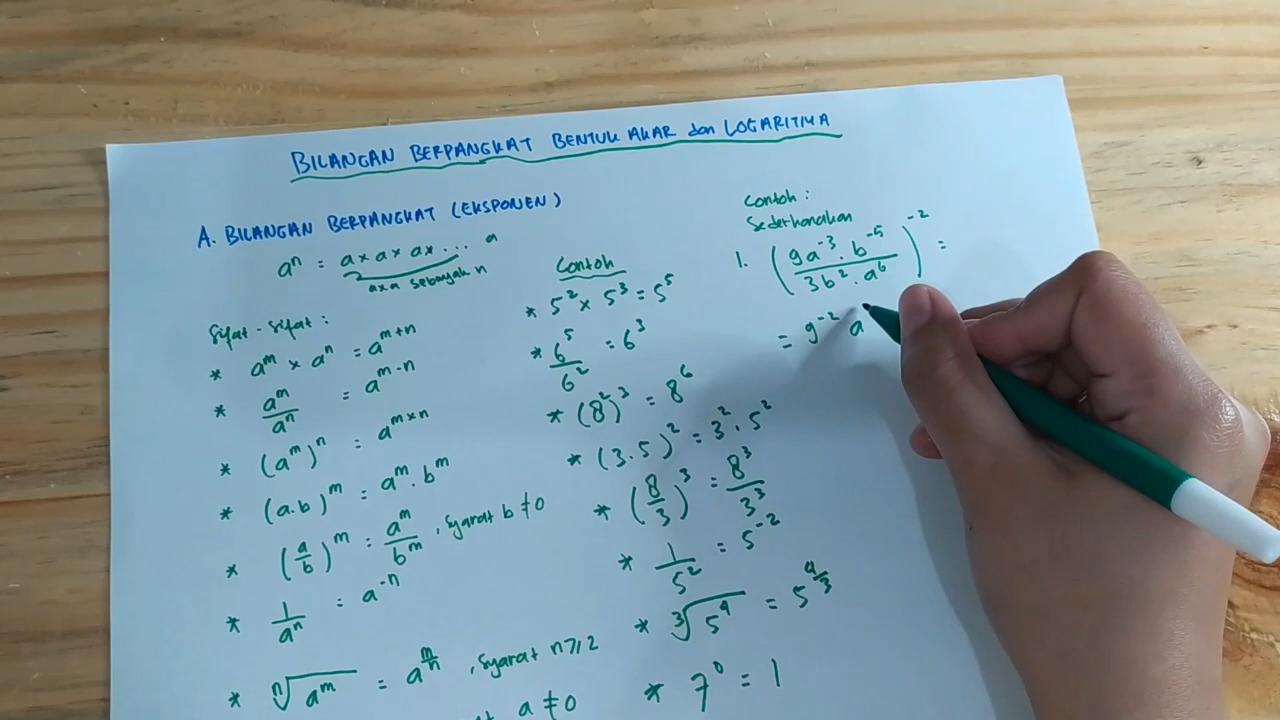 BILANGAN BERPANGKAT BENTUK AKAR dan LOGARITMA
A. BILANGAN BERPANGKAT (EKSPONEN)
aⁿ = a x a x a x ... a
axa sebanyak n
Sifat-Sifat :
* aᵐ x aⁿ = aᵐ⁺ⁿ
* aᵐ/aⁿ = aᵐ⁻ⁿ
* (aᵐ)ⁿ = aᵐˣⁿ
* (a.b)ᵐ = aᵐ . bᵐ
* (a/b)ᵐ = aᵐ/bᵐ , Syarat b ≠ 0
* 1/aⁿ = a⁻ⁿ
* ⁿ√aᵐ = a^(m/n) , Syarat n ≥ 2
a ≠ 0
Contoh
* 5² x 5³ = 5⁵
* 6⁵/6² = 6³
* (8²)³ = 8⁶
* (3.5)² = 3² . 5²
* (8/3)³ = 8³/3³
* 1/5² = 5⁻²
* ³√5⁴ = 5^(4/3)
* 7⁰ = 1
Contoh :
Sederhanakan
1. (9a⁻³ . b⁻⁵ / 3b² . a⁶)⁻² =
= 9⁻² a